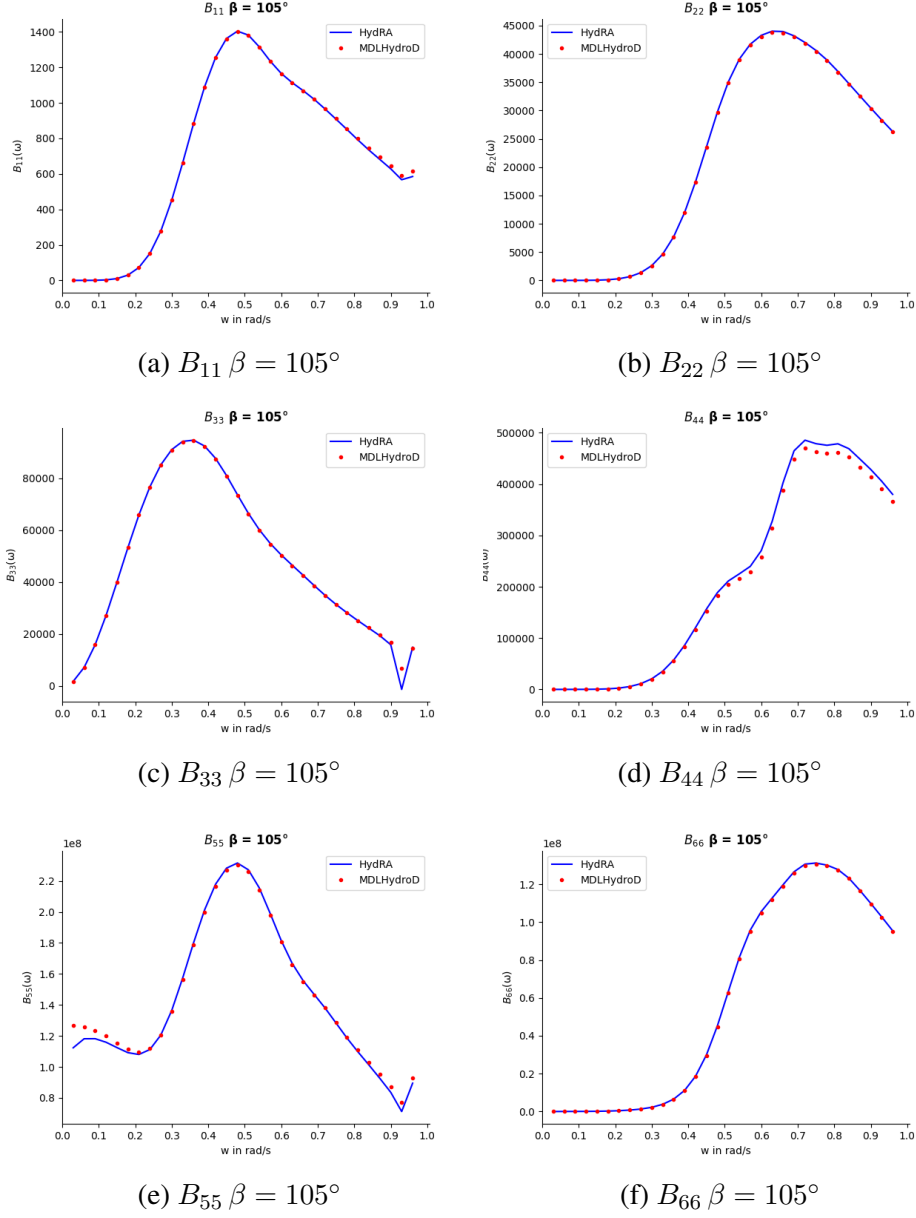 B₁₁ β = 105°
B₁₁(ω)
1400
1200
1000
800
600
400
200
0
0.0 0.1 0.2 0.3 0.4 0.5 0.6 0.7 0.8 0.9 1.0
w in rad/s
HydRA
MDLHydroD
(a) B₁₁ β = 105°
B₂₂ β = 105°
B₂₂(ω)
45000
40000
35000
30000
25000
20000
15000
10000
5000
0
0.0 0.1 0.2 0.3 0.4 0.5 0.6 0.7 0.8 0.9 1.0
w in rad/s
HydRA
MDLHydroD
(b) B₂₂ β = 105°
B₃₃ β = 105°
B₃₃(ω)
80000
60000
40000
20000
0
0.0 0.1 0.2 0.3 0.4 0.5 0.6 0.7 0.8 0.9 1.0
w in rad/s
HydRA
MDLHydroD
(c) B₃₃ β = 105°
B₄₄ β = 105°
B₄₄(ω)
500000
400000
300000
200000
100000
0
0.0 0.1 0.2 0.3 0.4 0.5 0.6 0.7 0.8 0.9 1.0
w in rad/s
HydRA
MDLHydroD
(d) B₄₄ β = 105°
B₅₅ β = 105°
1e8
B₅₅(ω)
2.2
2.0
1.8
1.6
1.4
1.2
1.0
0.8
0.0 0.1 0.2 0.3 0.4 0.5 0.6 0.7 0.8 0.9 1.0
w in rad/s
HydRA
MDLHydroD
(e) B₅₅ β = 105°
B₆₆ β = 105°
1e8
B₆₆(ω)
1.2
1.0
0.8
0.6
0.4
0.2
0.0
0.0 0.1 0.2 0.3 0.4 0.5 0.6 0.7 0.8 0.9 1.0
w in rad/s
HydRA
MDLHydroD
(f) B₆₆ β = 105°